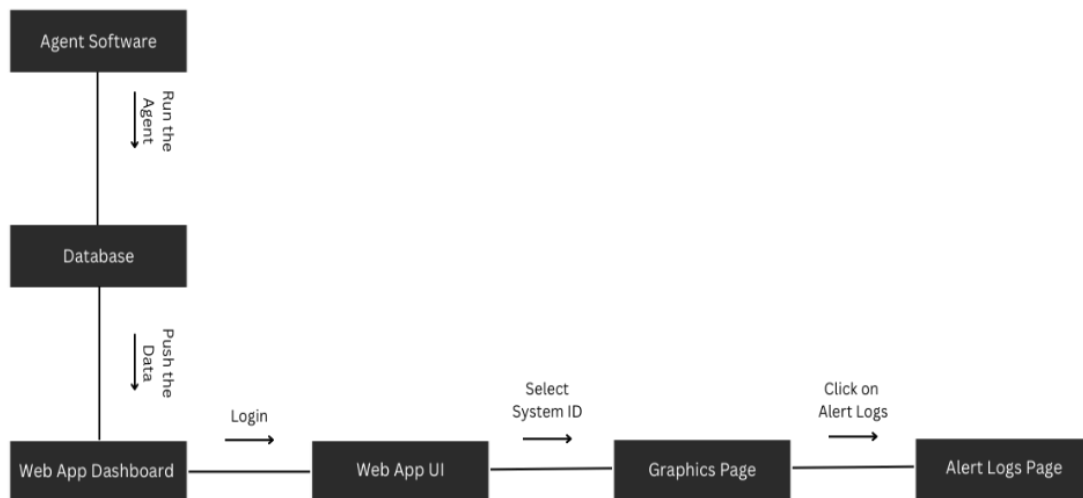 Agent Software
Run the
Agent
Database
Push the
Data
Web App Dashboard
Login
Web App UI
Select
System ID
Graphics Page
Click on
Alert Logs
Alert Logs Page